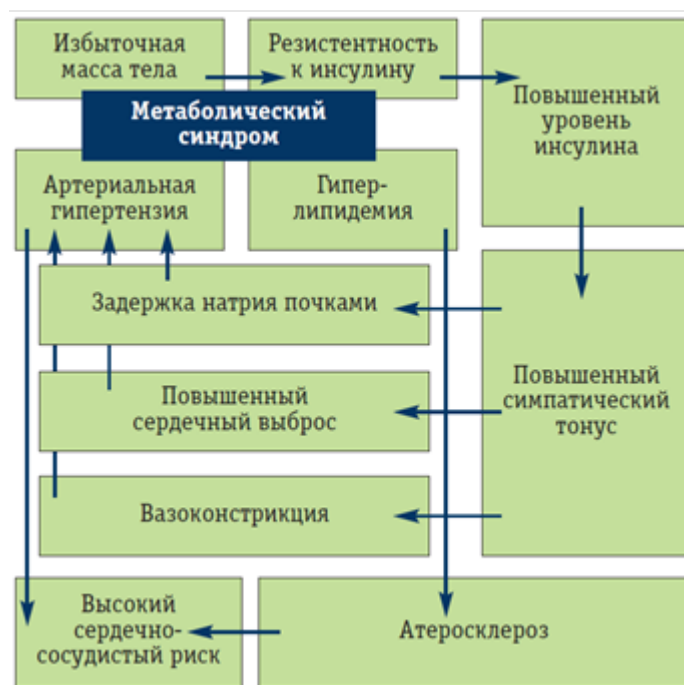 Избыточная
масса тела
Резистентность
к инсулину
Повышенный
уровень
инсулина
Метаболический
синдром
Артериальная
гипертензия
Гипер-
липидемия
Задержка натрия почками
Повышенный
сердечный выброс
Вазоконстрикция
Повышенный
симпатический
тонус
Высокий
сердечно-
сосудистый риск
Атеросклероз